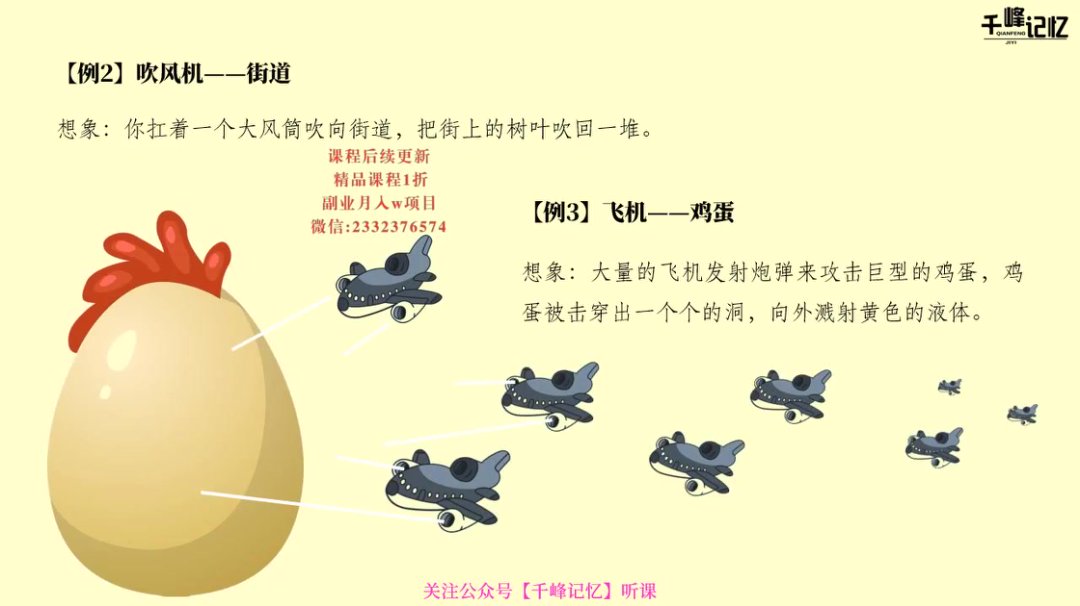 千峰记忆
QIANFENG
JIYI
【例2】吹风机——街道
想象：你扛着一个大风筒吹向街道，把街上的树叶吹回一堆。
课程后续更新
精品课程1折
副业月入w项目
微信:2332376574
【例3】飞机——鸡蛋
想象：大量的飞机发射炮弹来攻击巨型的鸡蛋，鸡
蛋被击穿出一个个的洞，向外溅射黄色的液体。
关注公众号【千峰记忆】听课